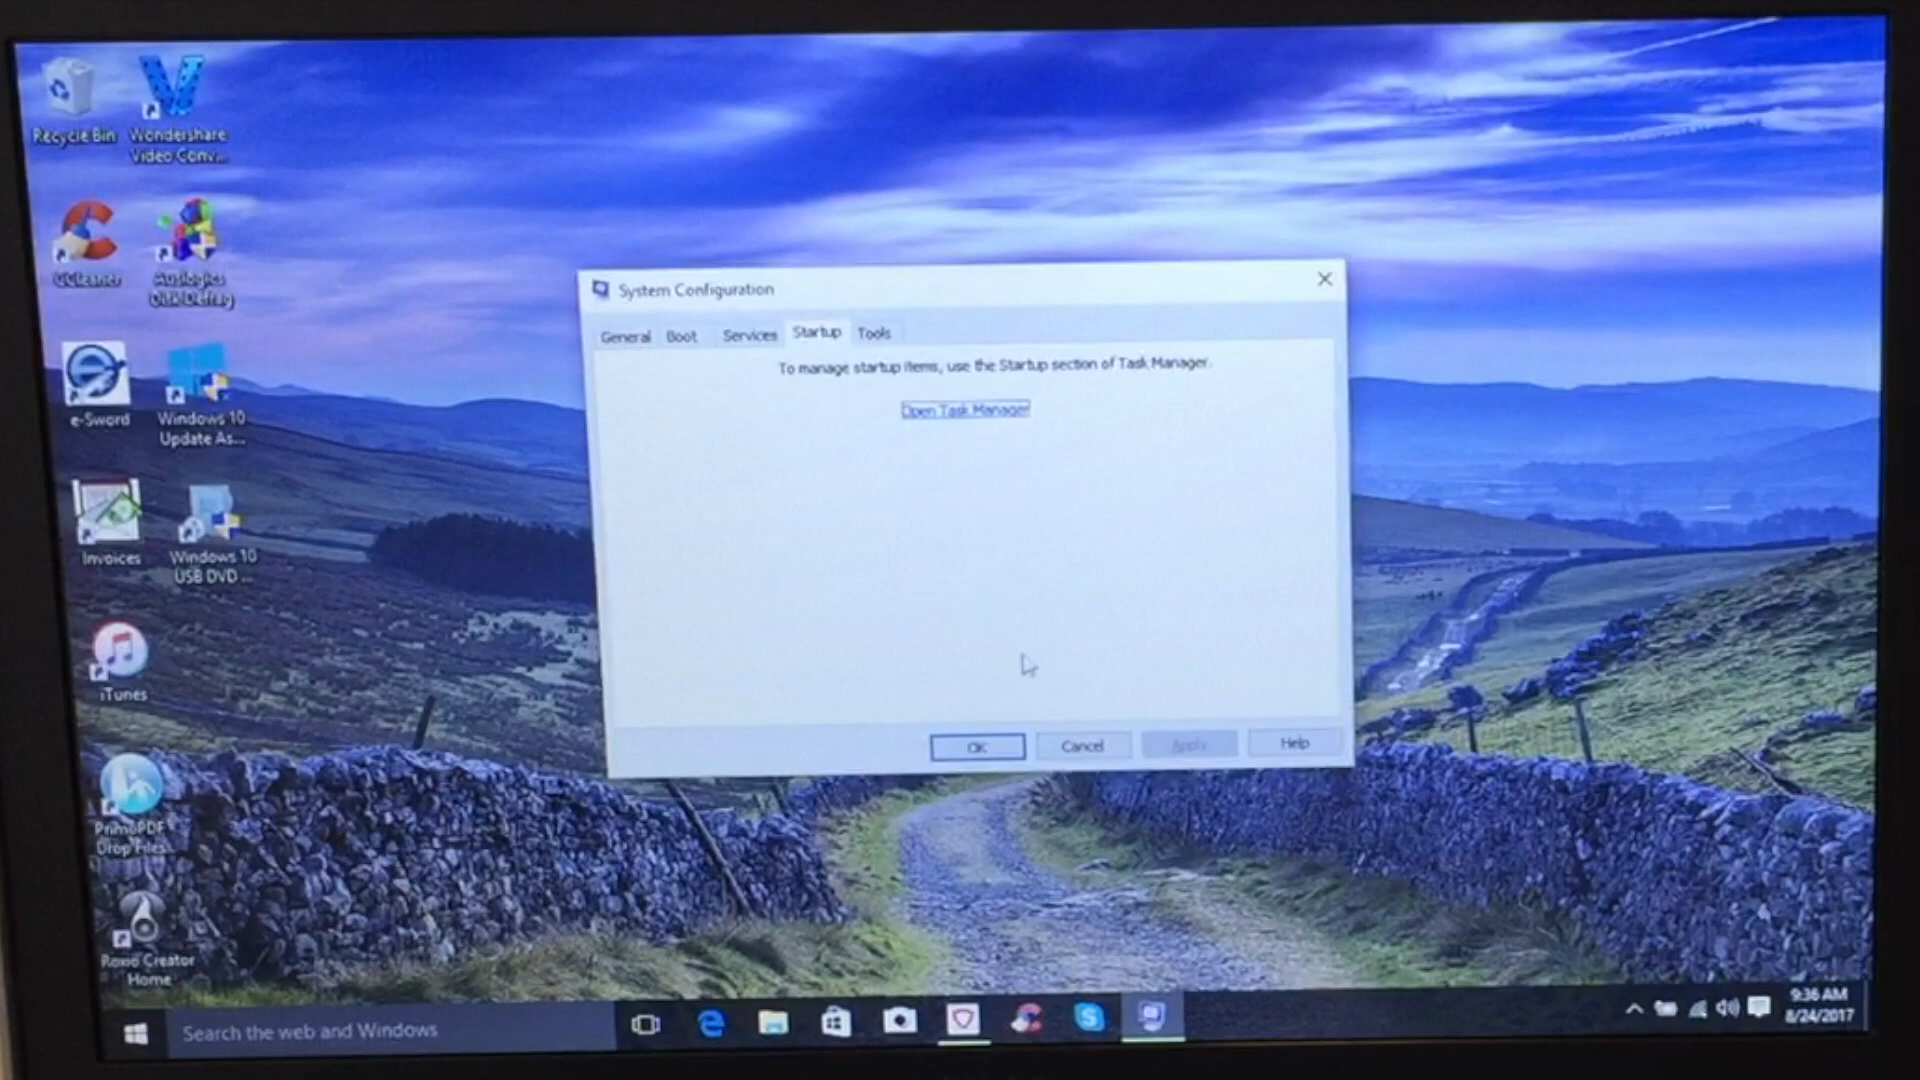 Recycle Bin
Wondershare
Video Conv...
CCleaner
Auslogics
Disk Defrag
e-Sword
Windows 10
Update As...
Invoices
Windows 10
USB DVD ...
iTunes
PrimoPDF
Drop Files...
Roxio Creator
Home
System Configuration
General Boot Services Startup Tools
To manage startup items, use the Startup section of Task Manager.
Open Task Manager
OK Cancel Apply Help
Search the web and Windows
9:36 AM
8/24/2017